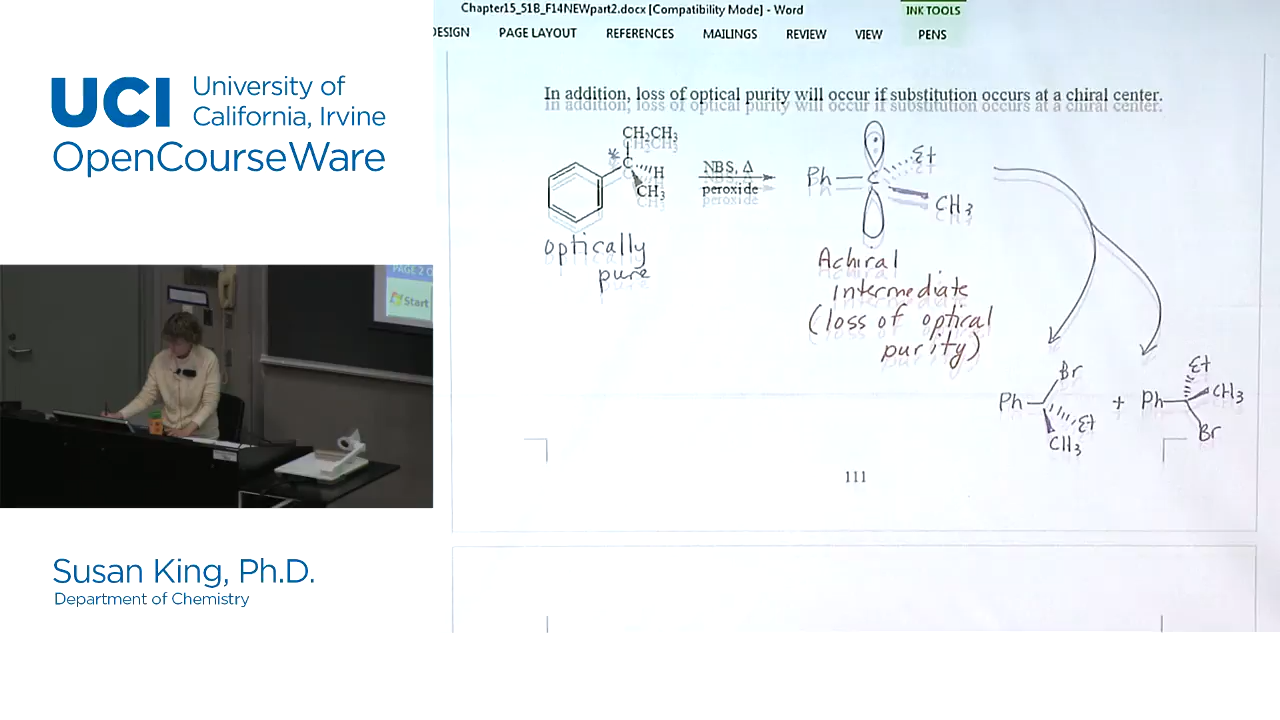 UCI University of
California, Irvine
OpenCourseWare
PAGE 2 O
Start
Susan King, Ph.D.
Department of Chemistry
Chapter15_51B_F14NEWpart2.docx [Compatibility Mode] - Word
INK TOOLS
DESIGN PAGE LAYOUT REFERENCES MAILINGS REVIEW VIEW PENS
In addition, loss of optical purity will occur if substitution occurs at a chiral center.
CH2CH3
* C H
CH3
optically
pure
NBS, Δ
peroxide
Ph C Et
CH3
Achiral
Intermediate
(loss of optical
purity)
Br
Ph Et
CH3
+
Et
Ph CH3
Br
111